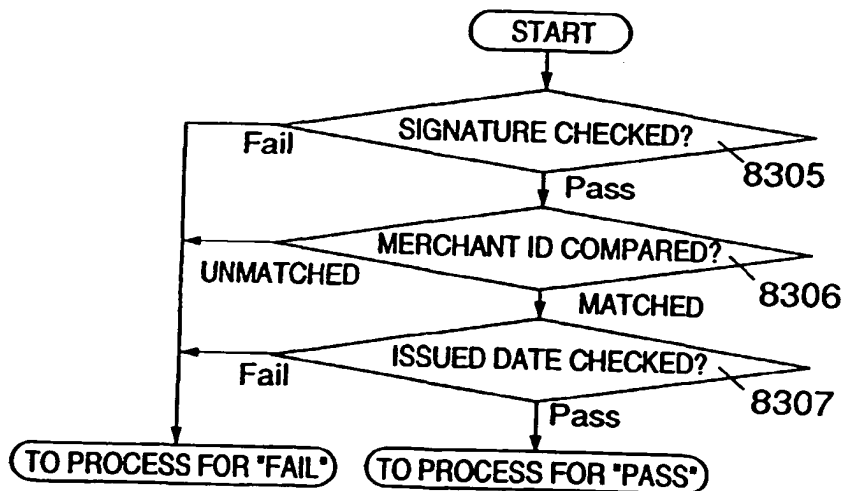 START
SIGNATURE CHECKED?
Fail
8305
Pass
MERCHANT ID COMPARED?
UNMATCHED
8306
MATCHED
ISSUED DATE CHECKED?
Fail
8307
Pass
TO PROCESS FOR "FAIL"
TO PROCESS FOR "PASS"